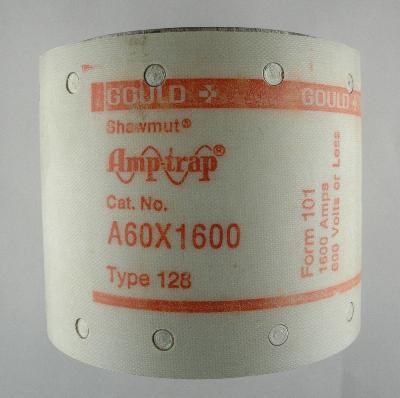 GOULD GOULD
Shawmut®
Amp-trap®
Cat. No.
A60X1600
Type 128
Form 101
1600 Amps
600 Volts or Less